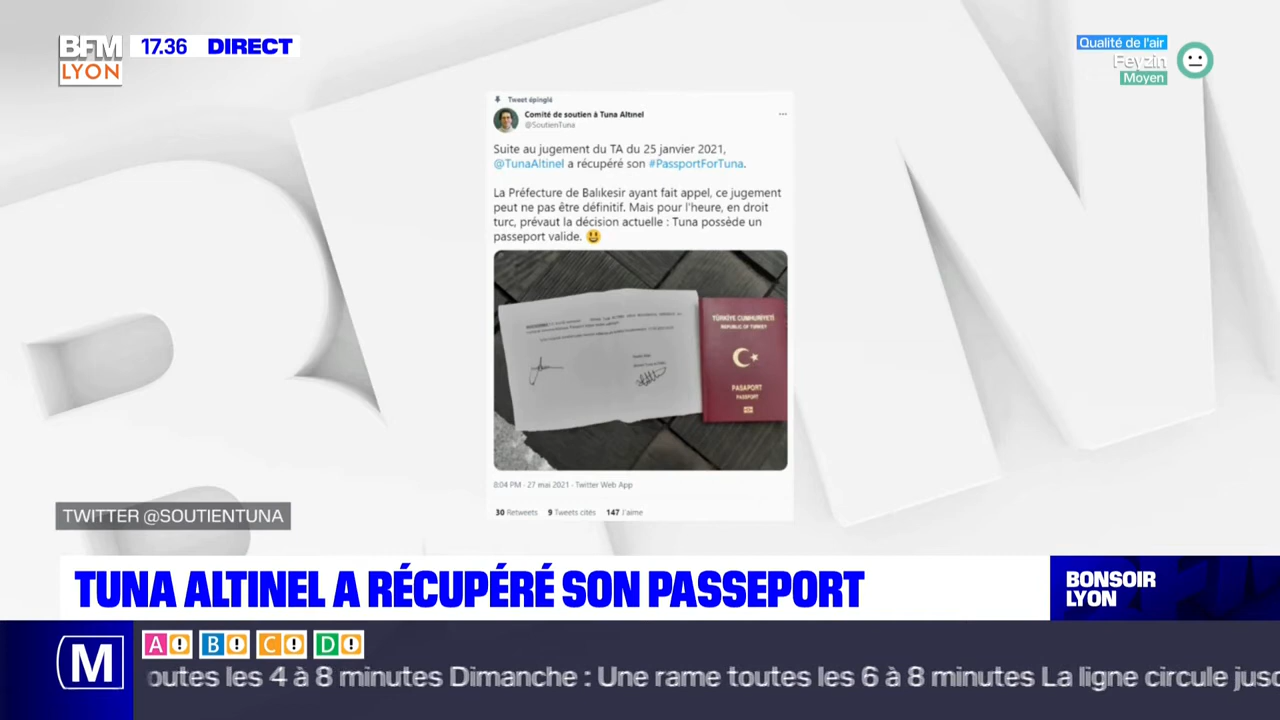 BFM
LYON
17.36 DIRECT
Qualité de l'air
Feyzin
Moyen
Tweet épinglé
Comité de soutien à Tuna Altınel
@SoutienTuna
Suite au jugement du TA du 25 janvier 2021,
@TunaAltinel a récupéré son #PassportForTuna.
La Préfecture de Balıkesir ayant fait appel, ce jugement
peut ne pas être définitif. Mais pour l'heure, en droit
turc, prévaut la décision actuelle : Tuna possède un
passeport valide. 😃
TÜRKİYE CUMHURİYETİ
REPUBLIC OF TURKEY
PASAPORT
PASSPORT
8:04 PM · 27 mai 2021 · Twitter Web App
30 Retweets 9 Tweets cités 147 J'aime
TWITTER @SOUTIENTUNA
TUNA ALTINEL A RÉCUPÉRÉ SON PASSEPORT
BONSOIR
LYON
M
A ! B ! C ! D !
outes les 4 à 8 minutes Dimanche : Une rame toutes les 6 à 8 minutes La ligne circule jusc